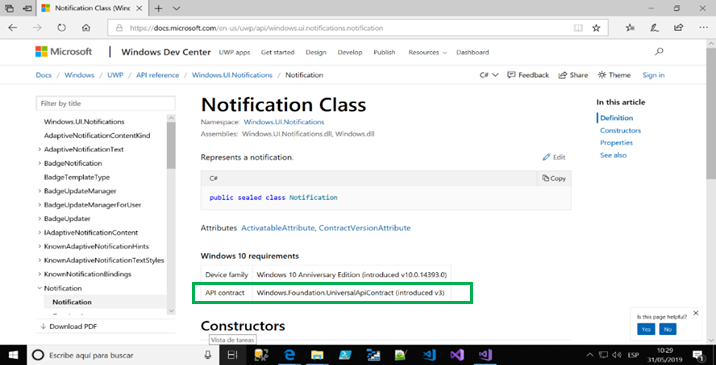 Notification Class (Winc
https://docs.microsoft.com/en-us/uwp/api/windows.ui.notifications.notification
Microsoft
Windows Dev Center
UWP apps
Get started
Design
Develop
Publish
Resources
Dashboard
Docs / Windows / UWP / API reference / Windows.UI.Notifications / Notification
C#
Feedback
Share
Theme
Sign in
Filter by title
Windows.UI.Notifications
AdaptiveNotificationContentKind
AdaptiveNotificationText
BadgeNotification
BadgeTemplateType
BadgeUpdateManager
BadgeUpdateManagerForUser
BadgeUpdater
IAdaptiveNotificationContent
KnownAdaptiveNotificationHints
KnownAdaptiveNotificationTextStyles
KnownNotificationBindings
Notification
Notification
Download PDF
Notification Class
Namespace: Windows.UI.Notifications
Assemblies: Windows.UI.Notifications.dll, Windows.dll
Represents a notification.
Edit
C#
Copy
public sealed class Notification
Attributes ActivatableAttribute, ContractVersionAttribute
Windows 10 requirements
Device family Windows 10 Anniversary Edition (introduced v10.0.14393.0)
API contract Windows.Foundation.UniversalApiContract (introduced v3)
Constructors
In this article
Definition
Constructors
Properties
See also
Is this page helpful?
Yes
No
Vista de tareas
Escribe aquí para buscar
ESP
10:29
31/05/2019